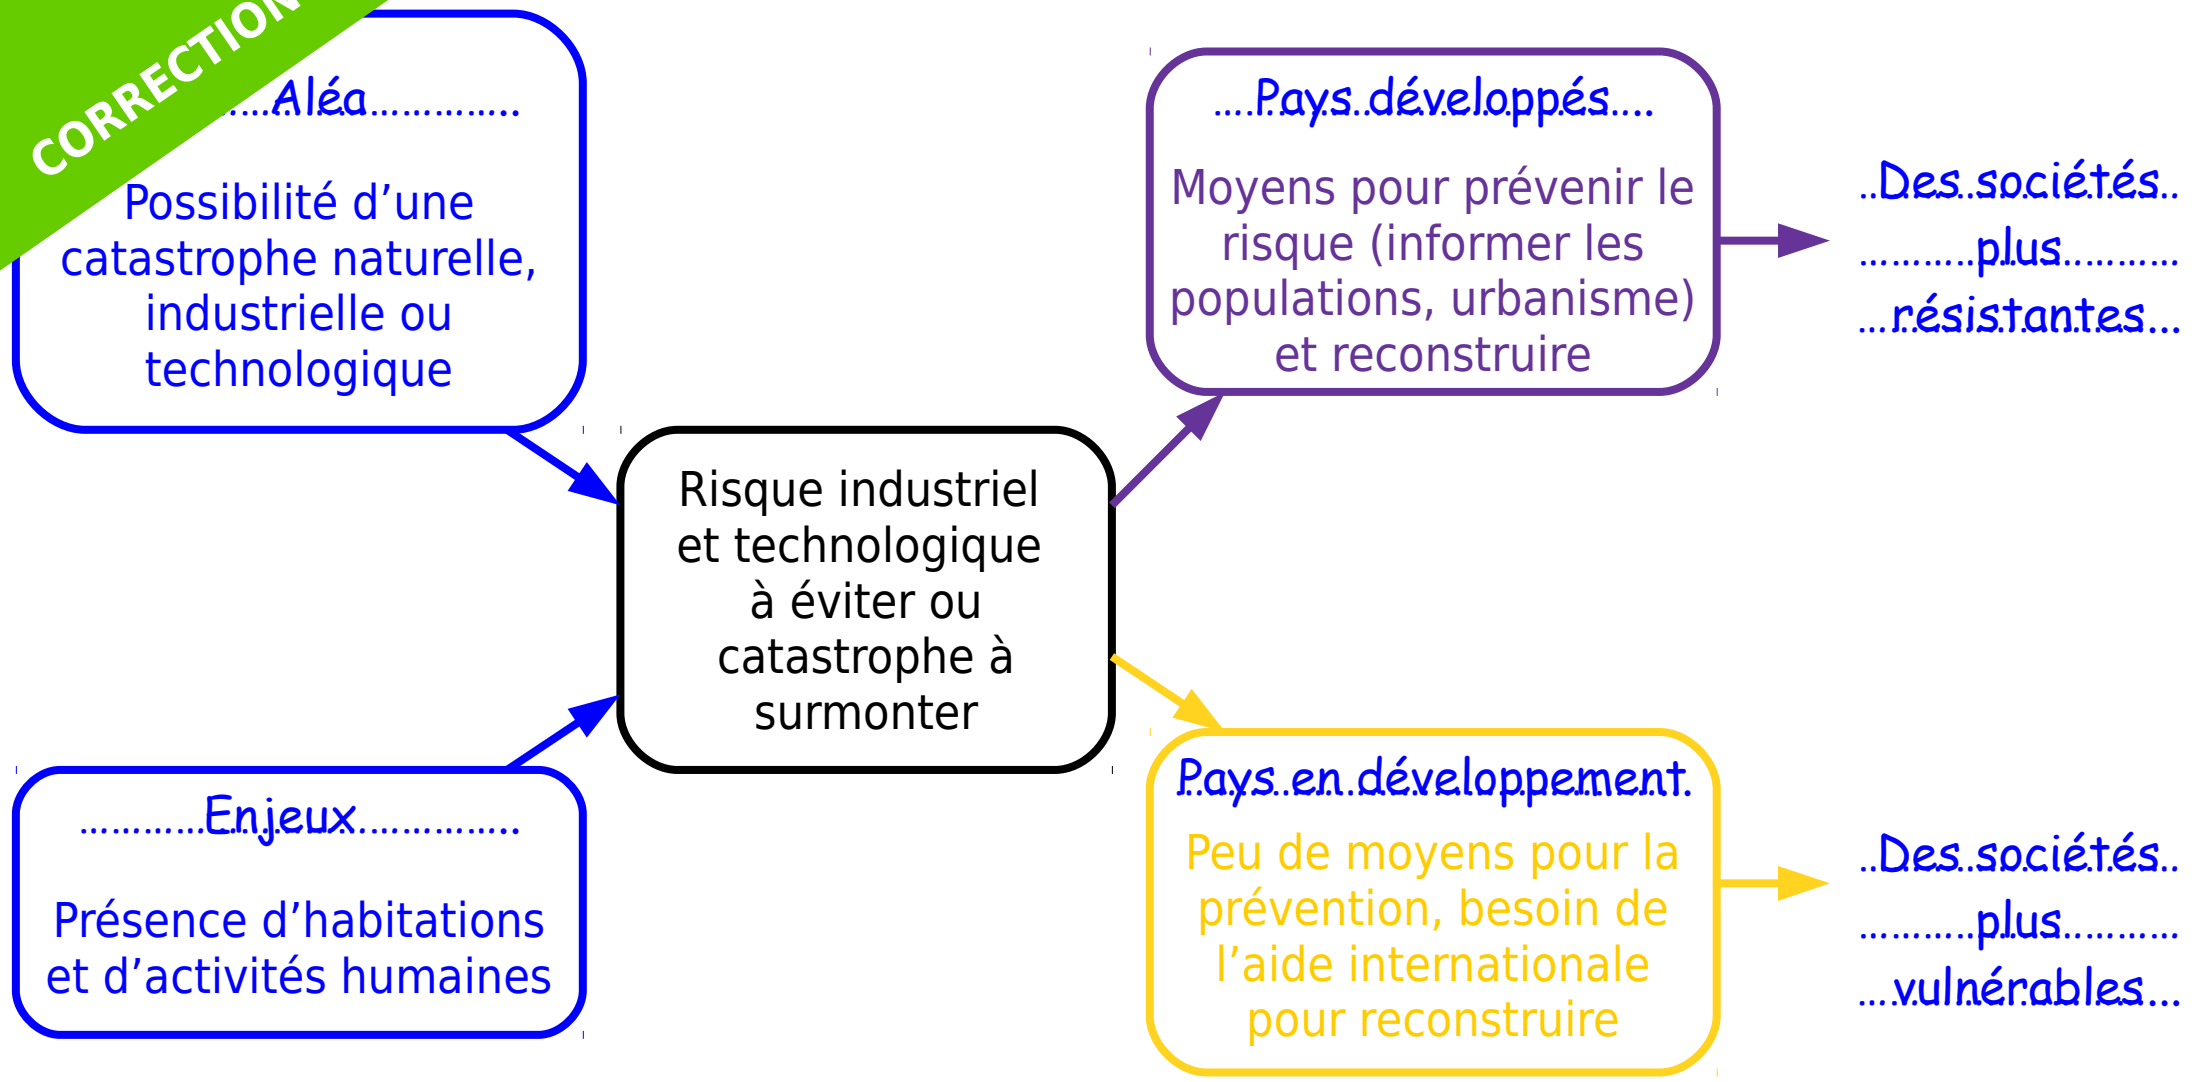 CORRECTION
......Aléa..............
Possibilité d’une
catastrophe naturelle,
industrielle ou
technologique
Risque industriel
et technologique
à éviter ou
catastrophe à
surmonter
..........Enjeux..............
Présence d’habitations
et d’activités humaines
....Pays développés....
Moyens pour prévenir le
risque (informer les
populations, urbanisme)
et reconstruire
..Des sociétés..
..........plus..........
...résistantes...
Pays en développement.
Peu de moyens pour la
prévention, besoin de
l’aide internationale
pour reconstruire
..Des sociétés..
..........plus..........
...vulnérables...